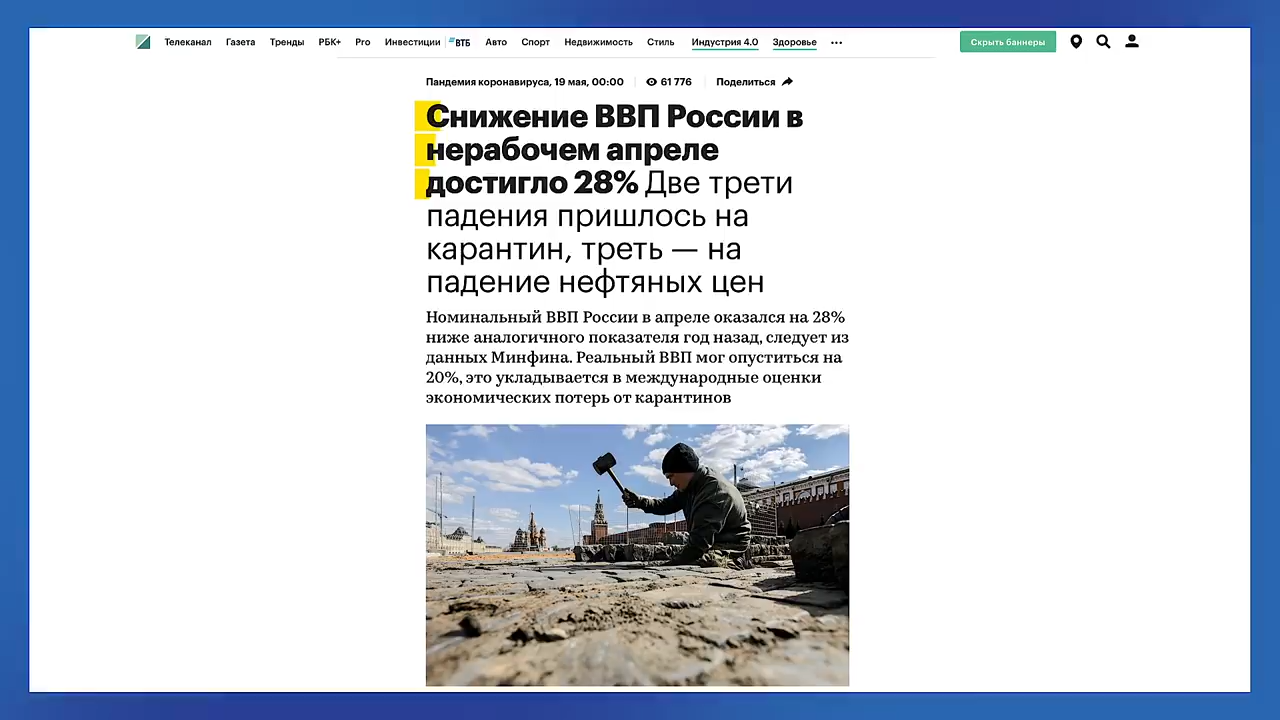 Телеканал Газета Тренды РБК+ Pro Инвестиции ВТБ Авто Спорт Недвижимость Стиль Индустрия 4.0 Здоровье ••• Скрыть баннеры
Пандемия коронавируса, 19 мая, 00:00 61 776 Поделиться
Снижение ВВП России в
нерабочем апреле
достигло 28% Две трети
падения пришлось на
карантин, треть — на
падение нефтяных цен
Номинальный ВВП России в апреле оказался на 28%
ниже аналогичного показателя год назад, следует из
данных Минфина. Реальный ВВП мог опуститься на
20%, это укладывается в международные оценки
экономических потерь от карантинов